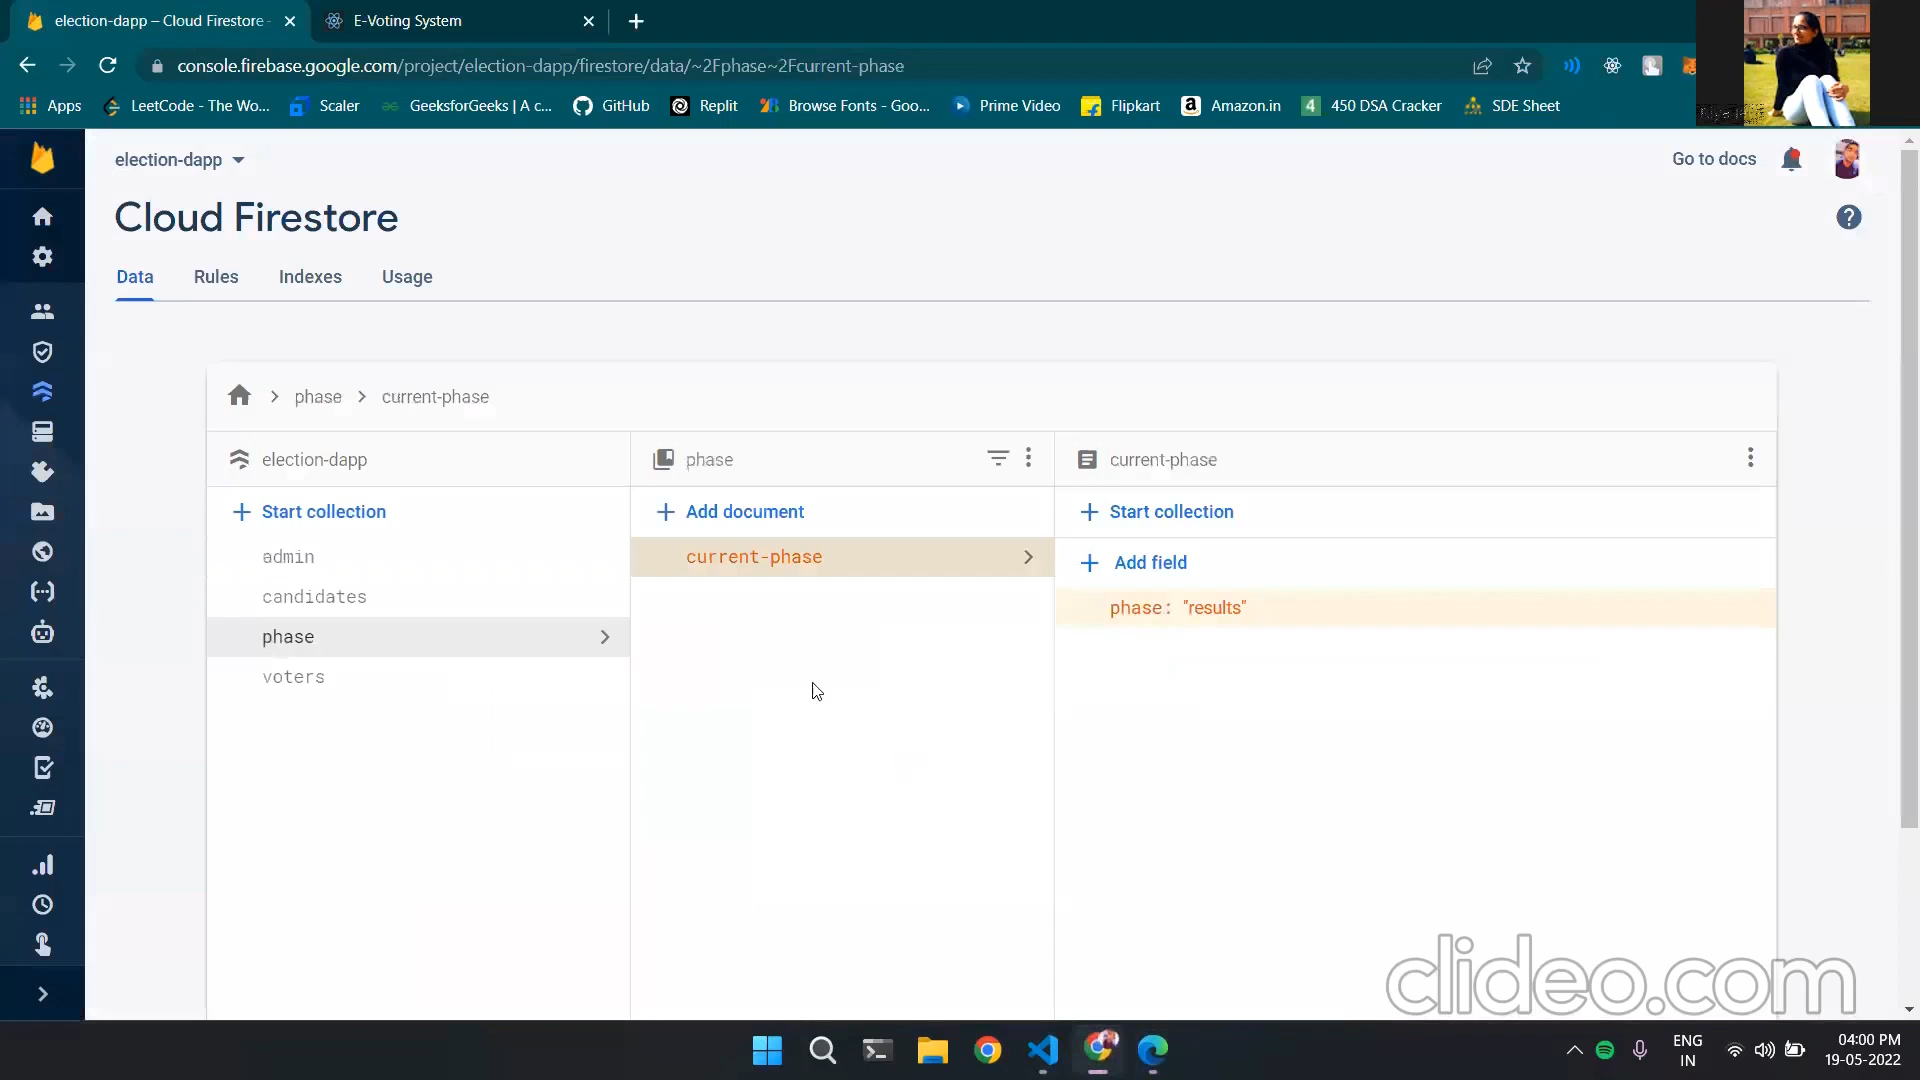 election-dapp – Cloud Firestore -
E-Voting System
console.firebase.google.com/project/election-dapp/firestore/data/~2Fphase~2Fcurrent-phase
Apps
LeetCode - The Wo...
Scaler
GeeksforGeeks | A c...
GitHub
Replit
Browse Fonts - Goo...
Prime Video
Flipkart
Amazon.in
4
450 DSA Cracker
SDE Sheet
election-dapp
Go to docs
Cloud Firestore
Data
Rules
Indexes
Usage
phase
current-phase
election-dapp
phase
current-phase
Start collection
Add document
Start collection
admin
candidates
phase
voters
current-phase
Add field
phase: "results"
clideo.com
ENG
IN
04:00 PM
19-05-2022